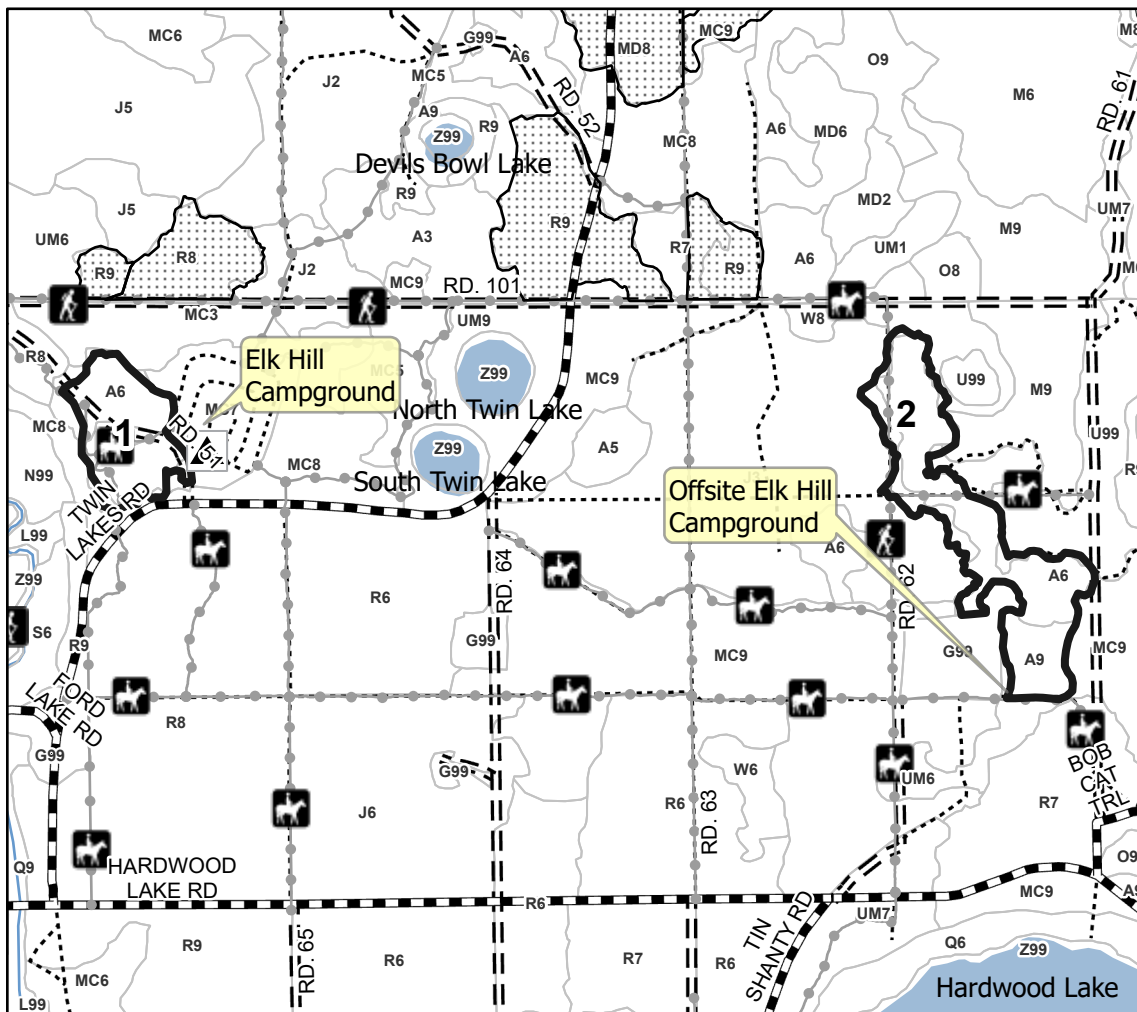 MC6
G99
MD8
MC9
M8
J2
MC5
A6
O9
RD. 61
J5
A9
RD. 52
M6
Z99
R9
A6
MD6
Devils Bowl Lake
MC8
R9
J5
MD2
UM7
UM6
A3
R9
R7
M9
R8
J2
A6
UM1
R9
MC9
R9
O8
RD. 101
MC3
UM9
W8
R8
Elk Hill
Campground
MC5
Z99
MC9
U99
M9
A6
North Twin Lake
2
MC8
1
RD. 51
A5
U99
Z99
N99
MC8
South Twin Lake
TWIN
LAKES RD
Offsite Elk Hill
Campground
L99
A6
Z99
RD. 64
RD. 62
A6
R6
S6
G99
R9
MC9
G99
A9
MC9
FORD
LAKE RD
R8
G99
G99
W6
UM6
BOB
CAT
TRL
J6
R6
RD. 63
R7
Q9
HARDWOOD
LAKE RD
O9
R6
MC9
UM7
TIN
SHANTY RD
R9
RD. 65
R6
R7
R6
Q6
Z99
MC6
Hardwood Lake
L99